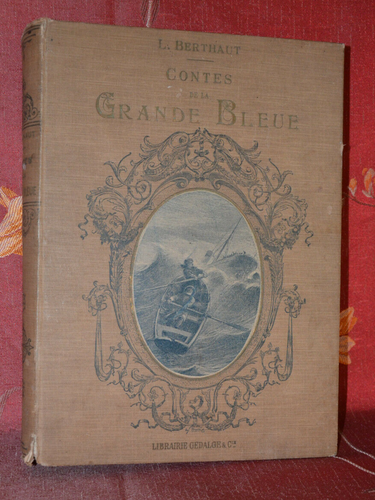 L. BERTHAUT
CONTES
DE LA
GRANDE BLEUE
LIBRAIRIE GEDALGE & Cie